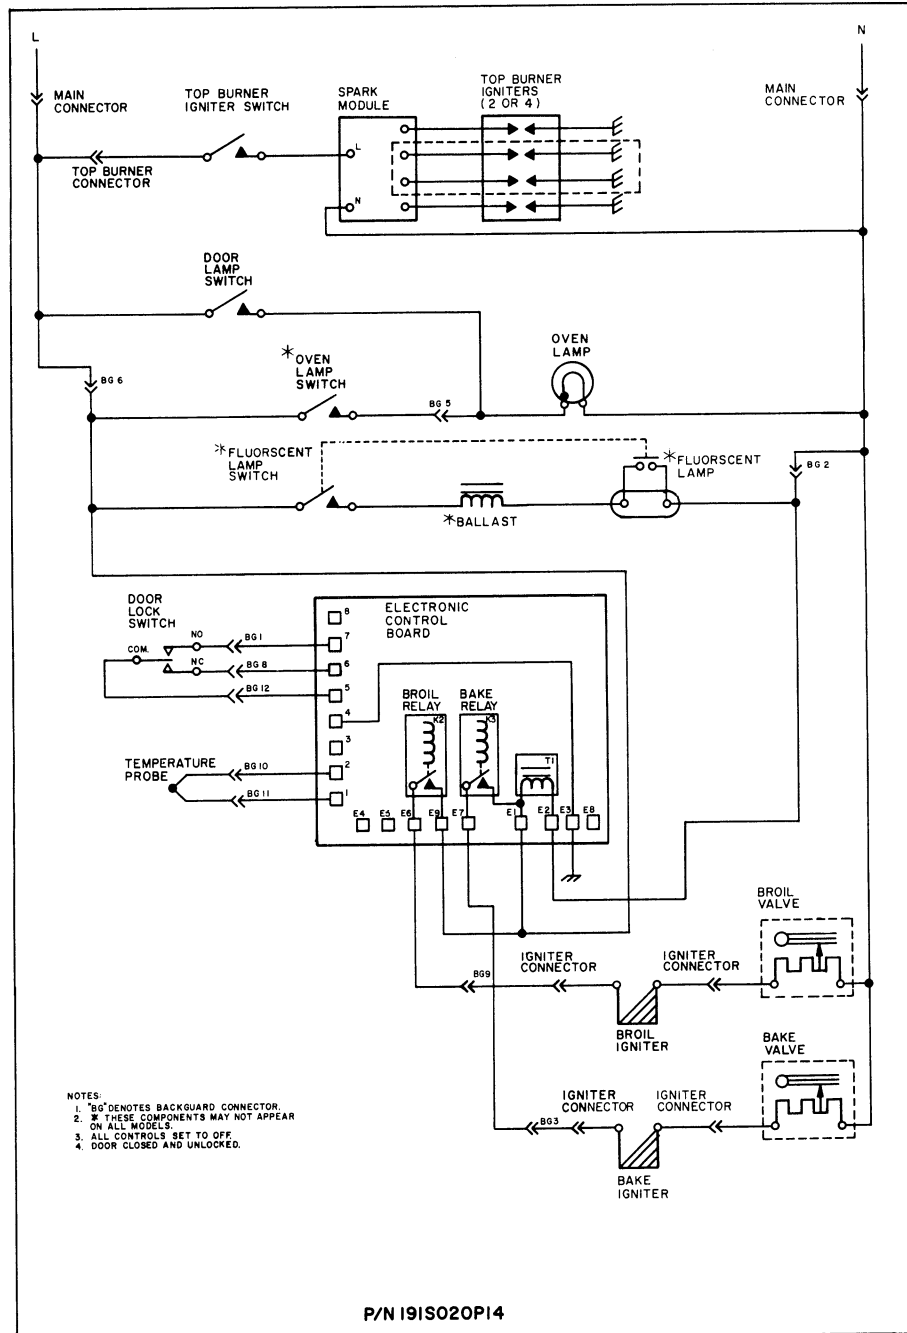 L
N
MAIN
CONNECTOR
TOP BURNER
IGNITER SWITCH
SPARK
MODULE
TOP BURNER
IGNITERS
(2 OR 4)
MAIN
CONNECTOR
L
TOP BURNER
CONNECTOR
N
DOOR
LAMP
SWITCH
OVEN
LAMP
*OVEN
LAMP
SWITCH
BG 6
BG 5
*FLUORSCENT
LAMP
SWITCH
*FLUORSCENT
LAMP
BG 2
*BALLAST
DOOR
LOCK
SWITCH
ELECTRONIC
CONTROL
BOARD
8
NO
BG1
7
COM.
NC
BG 8
6
BG 12
5
BROIL
RELAY
BAKE
RELAY
4
K2
K3
3
TEMPERATURE
PROBE
BG 10
2
T1
BG 11
1
E4
E5
E6
E9
E7
E1
E2
E3
E8
BROIL
VALVE
IGNITER
CONNECTOR
IGNITER
CONNECTOR
BG9
BROIL
IGNITER
BAKE
VALVE
IGNITER
CONNECTOR
IGNITER
CONNECTOR
BG3
BAKE
IGNITER
NOTES:
1. "BG" DENOTES BACKGUARD CONNECTOR.
2. * THESE COMPONENTS MAY NOT APPEAR
ON ALL MODELS.
3. ALL CONTROLS SET TO OFF.
4. DOOR CLOSED AND UNLOCKED.
P/N 191S020P14